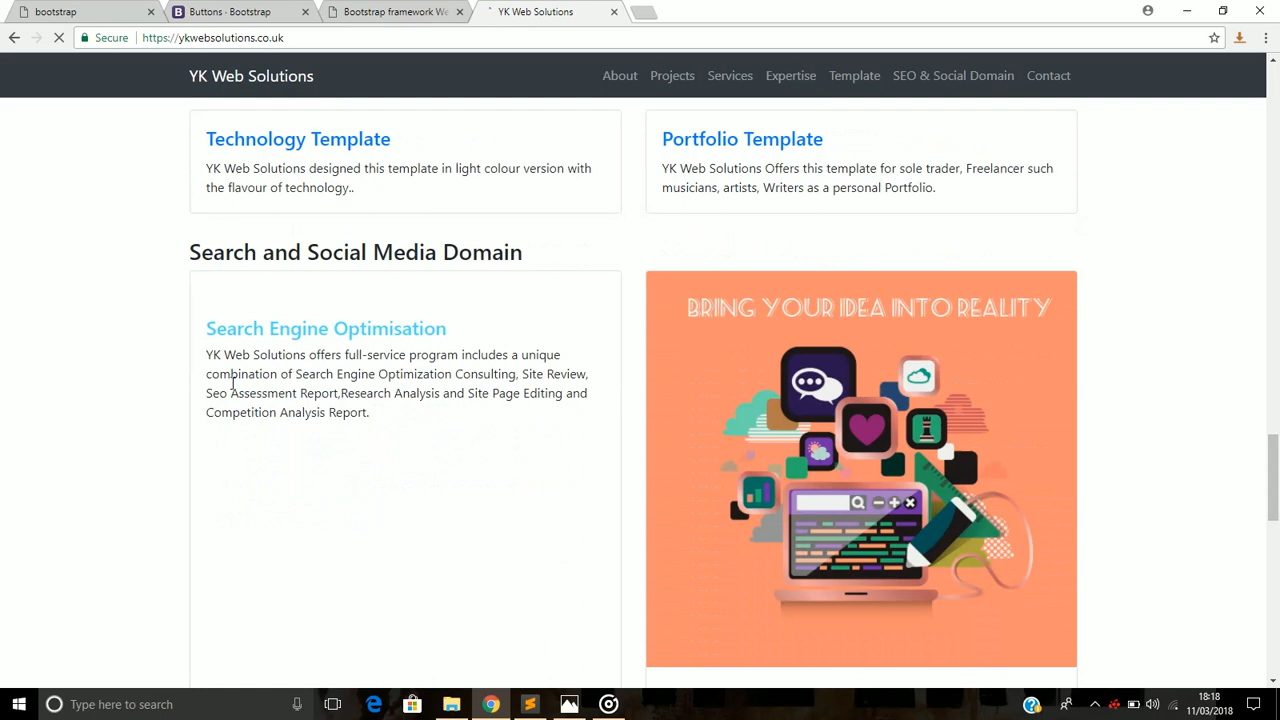 bootstrap
Buttons · Bootstrap
Bootstrap framework We
YK Web Solutions
Secure
https://ykwebsolutions.co.uk
YK Web Solutions
About
Projects
Services
Expertise
Template
SEO & Social Domain
Contact
Technology Template
YK Web Solutions designed this template in light colour version with
the flavour of technology..
Portfolio Template
YK Web Solutions Offers this template for sole trader, Freelancer such
musicians, artists, Writers as a personal Portfolio.
Search and Social Media Domain
Search Engine Optimisation
YK Web Solutions offers full-service program includes a unique
combination of Search Engine Optimization Consulting, Site Review,
Seo Assessment Report,Research Analysis and Site Page Editing and
Competition Analysis Report.
BRING YOUR IDEA INTO REALITY
Type here to search
18:18
11/03/2018